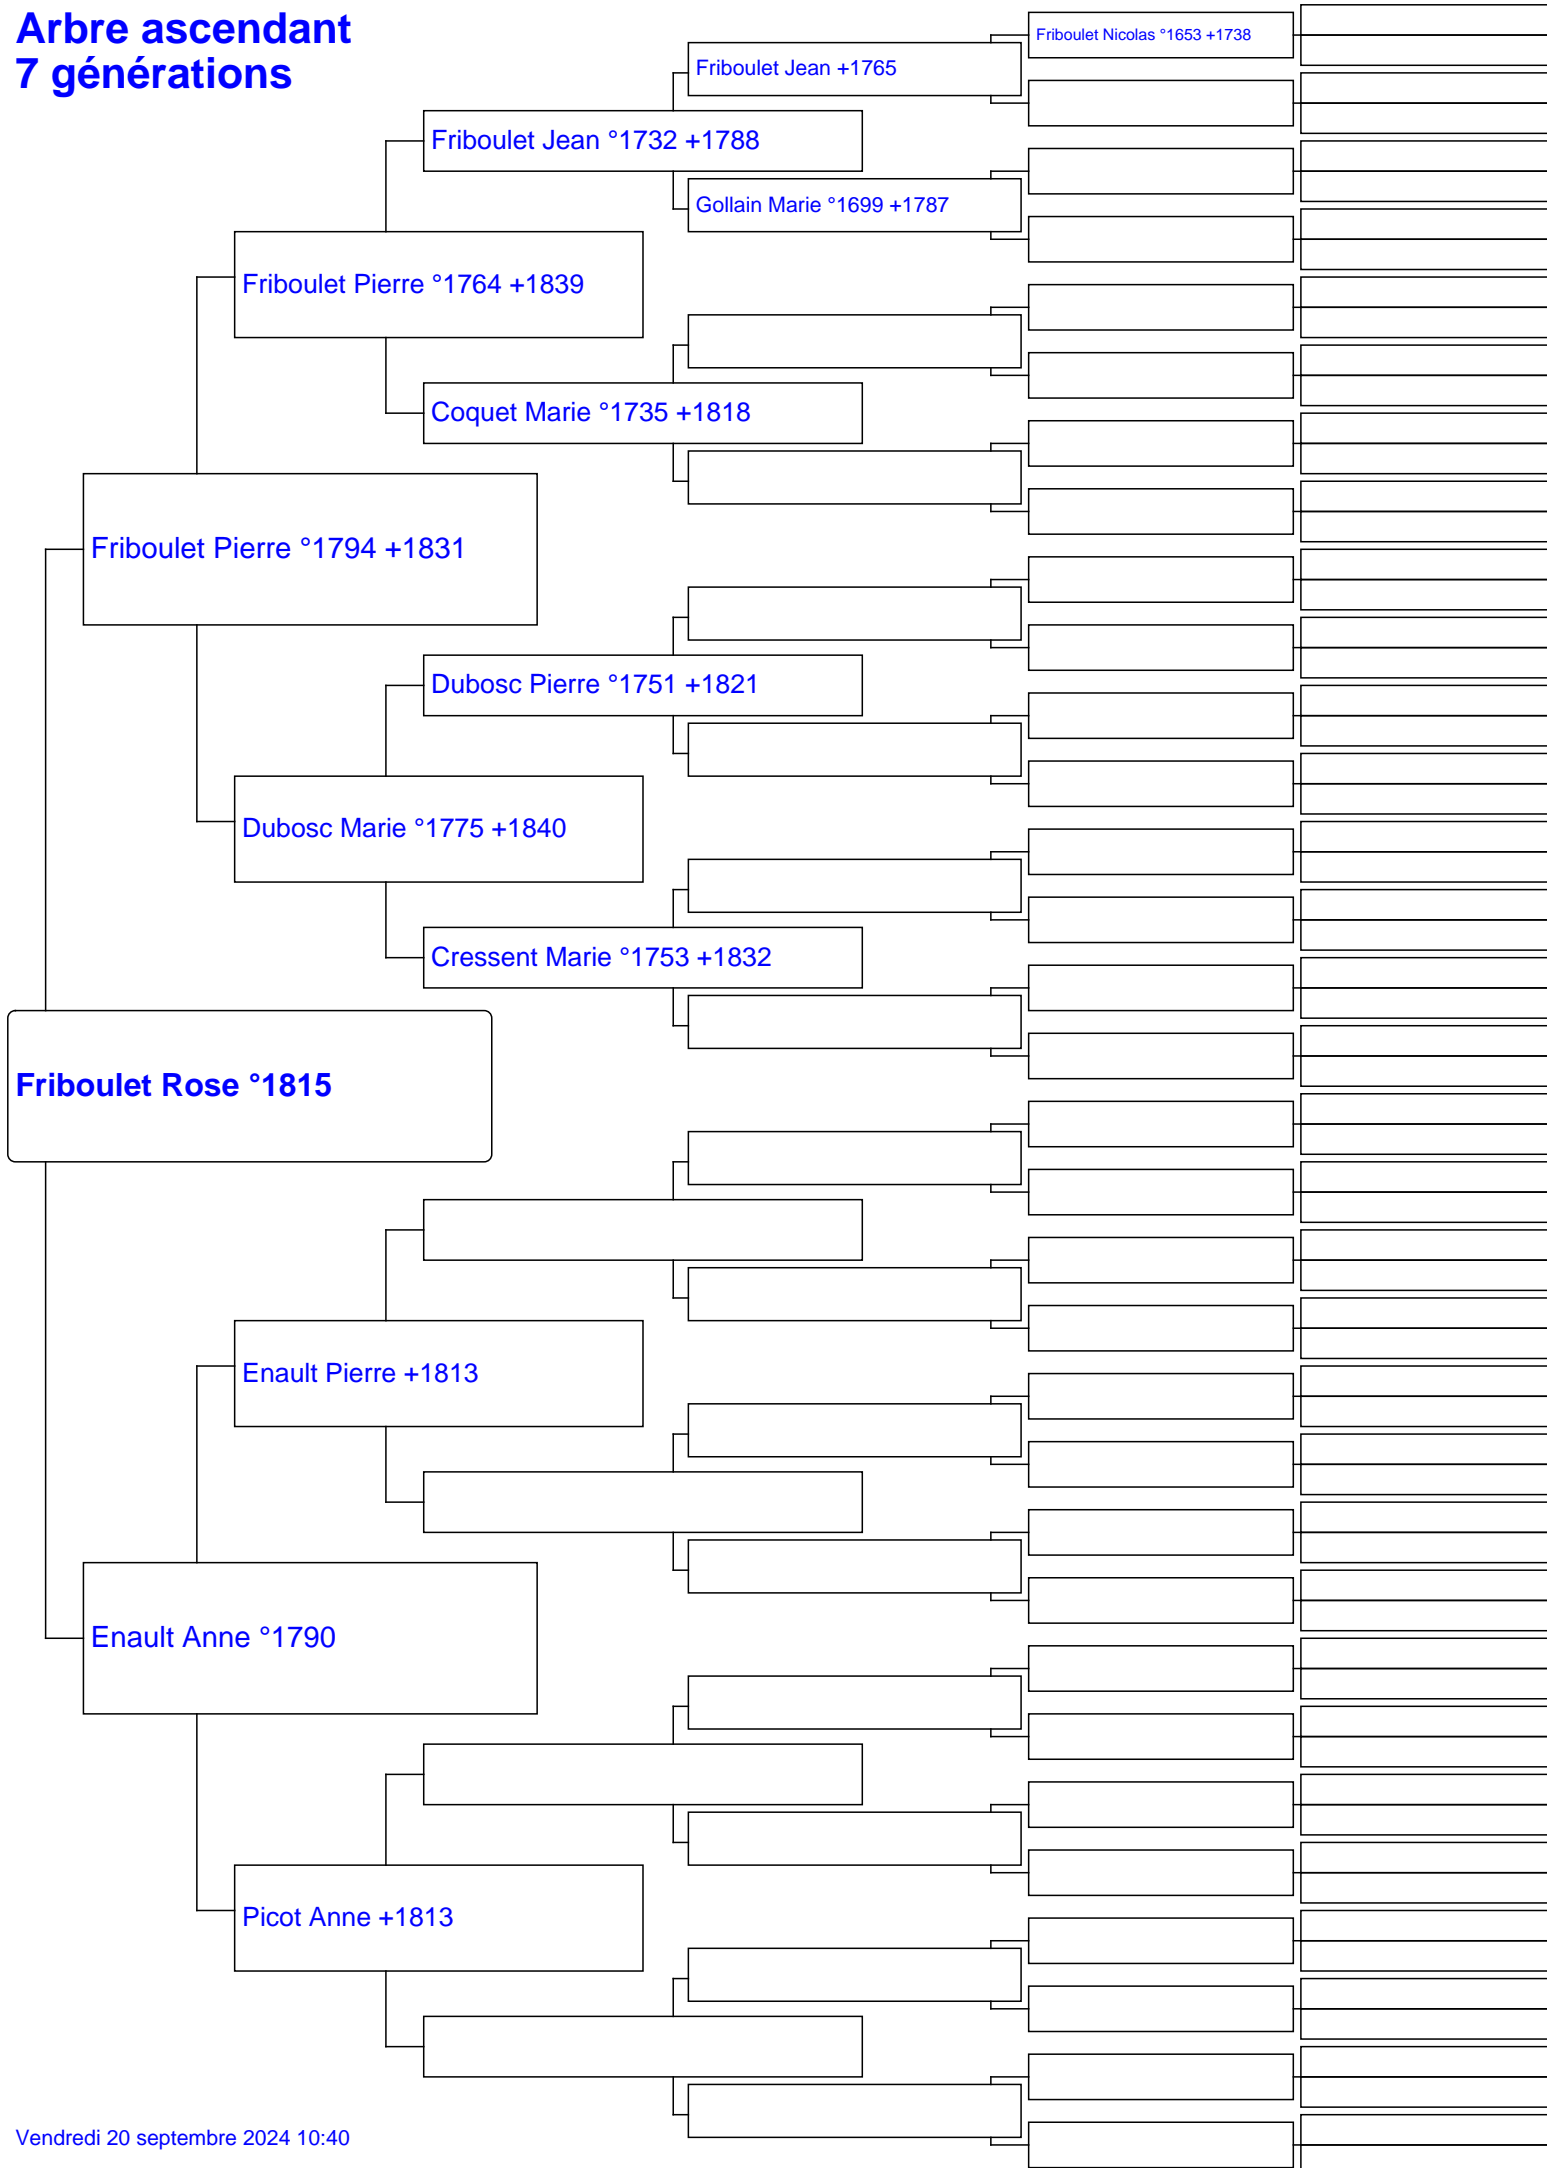 Arbre ascendant
7 générations
Friboulet Nicolas °1653 +1738
Friboulet Jean +1765
Friboulet Jean °1732 +1788
Gollain Marie °1699 +1787
Friboulet Pierre °1764 +1839
Coquet Marie °1735 +1818
Friboulet Pierre °1794 +1831
Dubosc Pierre °1751 +1821
Dubosc Marie °1775 +1840
Cressent Marie °1753 +1832
Friboulet Rose °1815
Enault Pierre +1813
Enault Anne °1790
Picot Anne +1813
Vendredi 20 septembre 2024 10:40